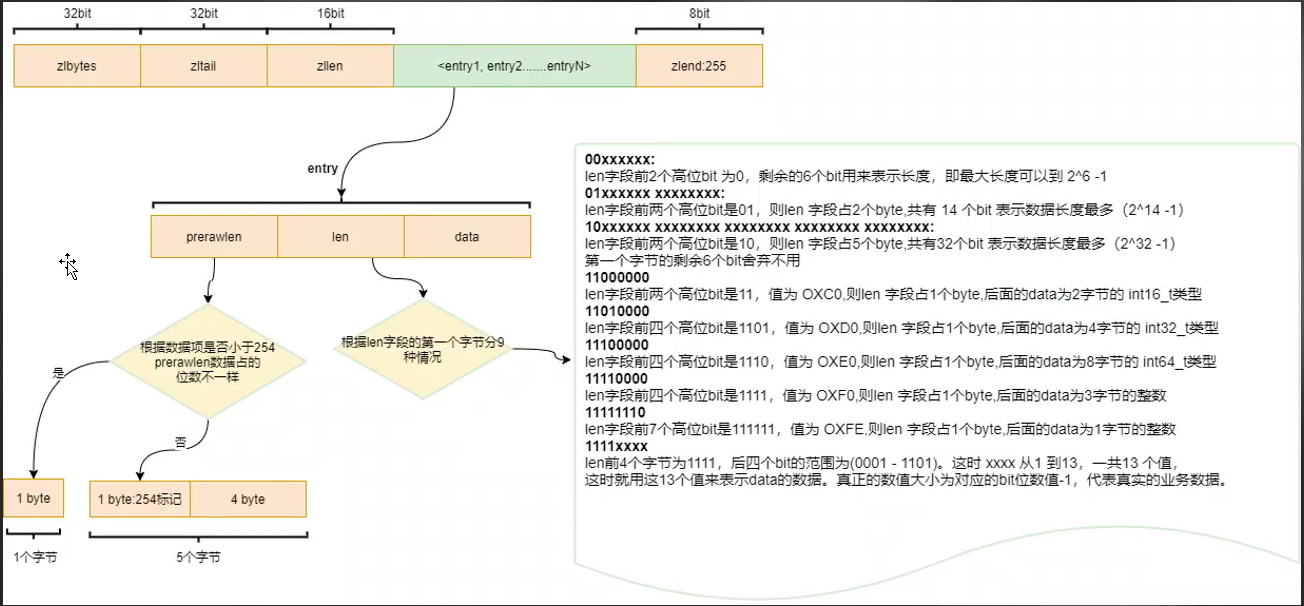 32bit
32bit
16bit
8bit
zlbytes
zltail
zllen
<entry1, entry2.......entryN>
zlend:255
entry
prerawlen
len
data
根据数据项是否小于254
prerawlen数据占的
位数不一样
是
否
1 byte
1个字节
1 byte:254标记
4 byte
5个字节
根据len字段的第一个字节分9
种情况
00xxxxxx:
len字段前2个高位bit 为0，剩余的6个bit用来表示长度，即最大长度可以到 2^6 -1
01xxxxxx xxxxxxxx:
len字段前两个高位bit是01，则len 字段占2个byte,共有 14 个bit 表示数据长度最多（2^14 -1）
10xxxxxx xxxxxxxx xxxxxxxx xxxxxxxx xxxxxxxx:
len字段前两个高位bit是10，则len 字段占5个byte,共有32个bit 表示数据长度最多（2^32 -1）
第一个字节的剩余6个bit舍弃不用
11000000
len字段前两个高位bit是11，值为 OXC0,则len 字段占1个byte,后面的data为2字节的 int16_t类型
11010000
len字段前四个高位bit是1101，值为 OXD0,则len 字段占1个byte,后面的data为4字节的 int32_t类型
11100000
len字段前四个高位bit是1110，值为 OXE0,则len 字段占1个byte,后面的data为8字节的 int64_t类型
11110000
len字段前四个高位bit是1111，值为 OXF0,则len 字段占1个byte,后面的data为3字节的整数
11111110
len字段前7个高位bit是111111，值为 OXFE,则len 字段占1个byte,后面的data为1字节的整数
1111xxxx
len前4个字节为1111，后四个bit的范围为(0001 - 1101)。这时 xxxx 从1 到13，一共13 个值，
这时就用这13个值来表示data的数据。真正的数值大小为对应的bit位数值-1，代表真实的业务数据。